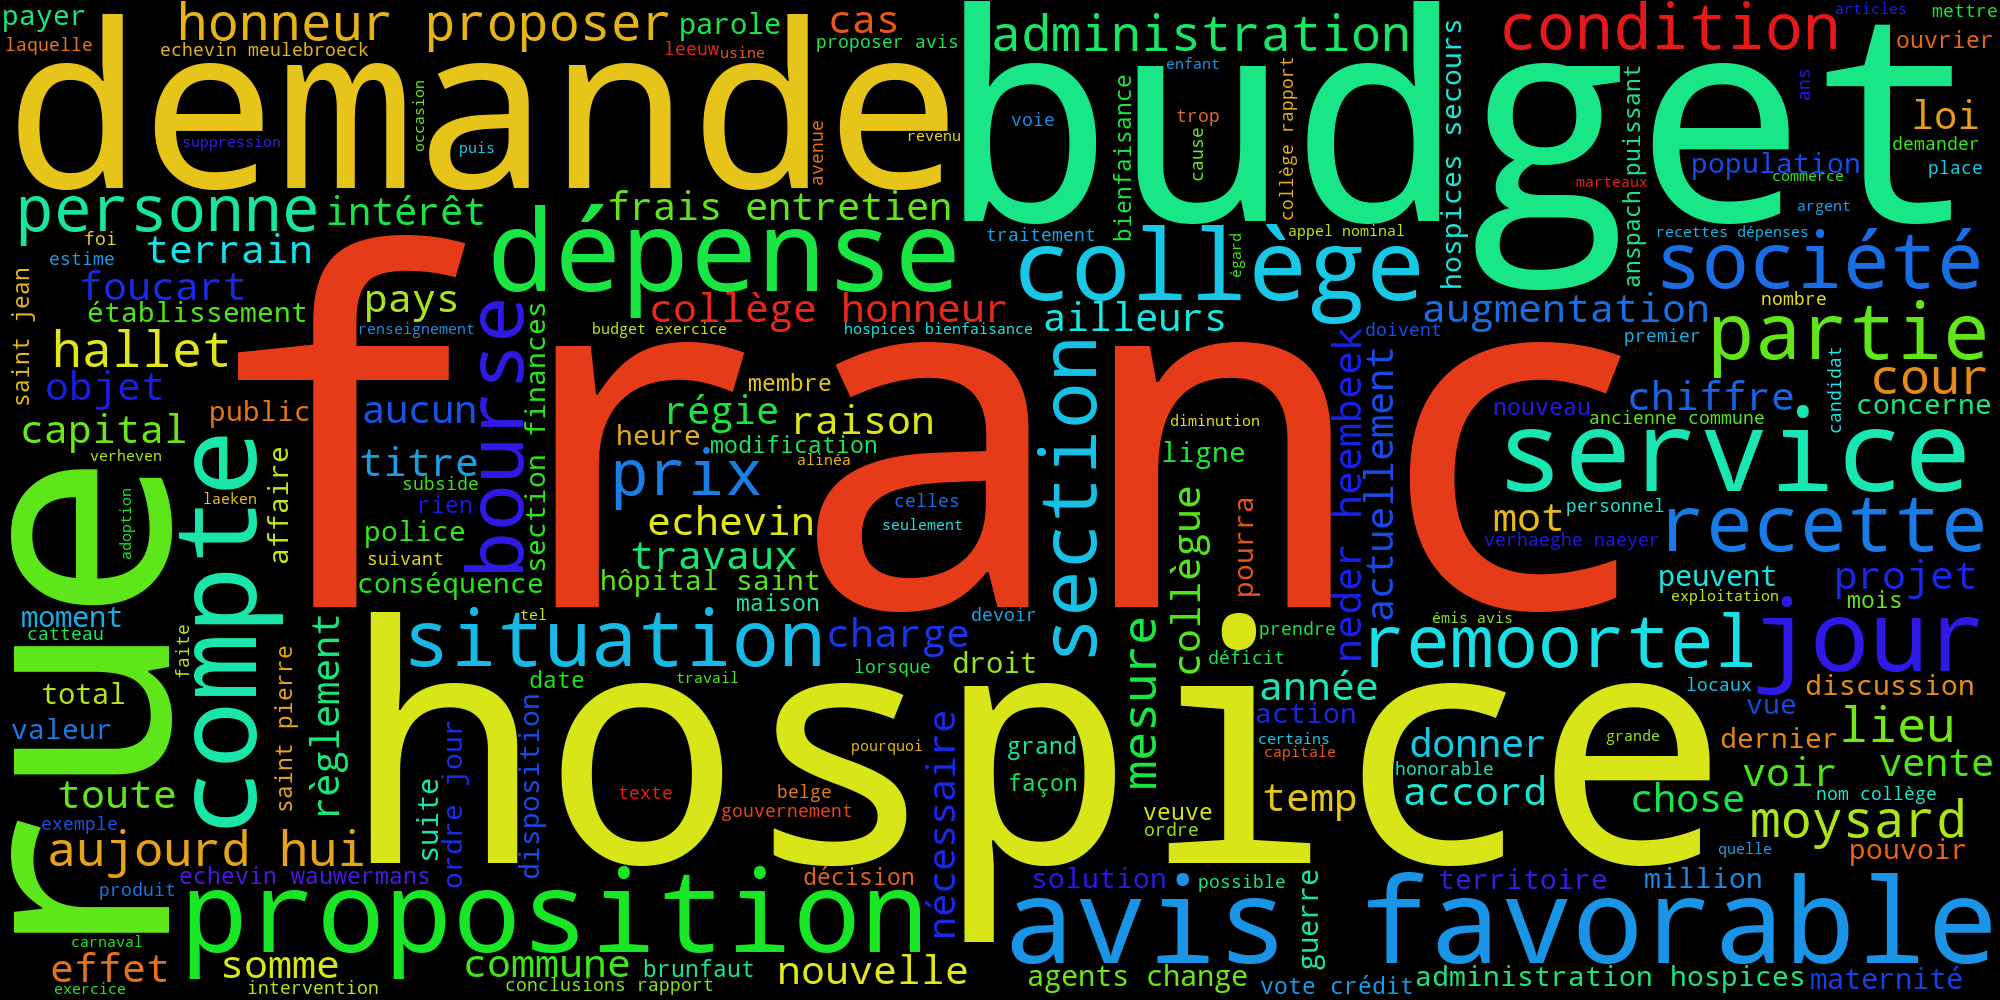 payer
honneur
proposer
parole
cas
administration
condition
articles
mettre
laquelle
echevin meulebroeck
leeuw
usine
proposer avis
ouvrier
demande
budget
occasion
suppression
puis
avenue
revenu
voie
enfant
trop
cause
bienfaisance
collège rapport
hospices secours
anspach puissant
marteaux
population
commerce
argent
ans
loi
demander
place
personne
intérêt
frais entretien
foi
estime
terrain
dépense
traitement
collège
égard
appel nominal
recettes dépenses
société
saint jean
foucart
établissement
pays
bourse
section finances
collège honneur
ailleurs
augmentation
nombre
renseignement
budget exercice
hospices bienfaisance
doivent
premier
partie
hallet
franc
section
neder heembeek
actuellement
objet
public
aucun
membre
régie
raison
diminution
nouveau
chiffre
ancienne commune
candidat
cour
concerne
capital
verheven
compte
affaire
titre
heure
modification
alinéa
ligne
service
laeken
subside
rien
prix
celles
adoption
rue
police
echevin
seulement
collègue
pourra
mot
personnel
recette
verhaeghe naeyer
suivant
travaux
conséquence
hôpital saint
peuvent
projet
exploitation
moment
catteau
faite
maison
tel
devoir
émis avis
mois
situation
charge
prendre
remoortel
jour
règlement
saint pierre
lorsque
droit
mesure
déficit
total
date
travail
année
locaux
discussion
valeur
hospice
action
vue
lieu
suite
ordre jour
disposition
pourquoi
nécessaire
grand
certains
capitale
donner
grande
dernier
toute
texte
belge
gouvernement
façon
honorable
voir
vente
veuve
ordre
temp
accord
chose
nom collège
exemple
moysard
aujourd hui
echevin wauwermans
décision
quelle
pouvoir
produit
proposition
solution
possible
guerre
territoire
million
avis
favorable
carnaval
effet
exercice
somme
intervention
commune
conclusions rapport
brunfaut
nouvelle
agents change
vote crédit
administration hospices
maternité